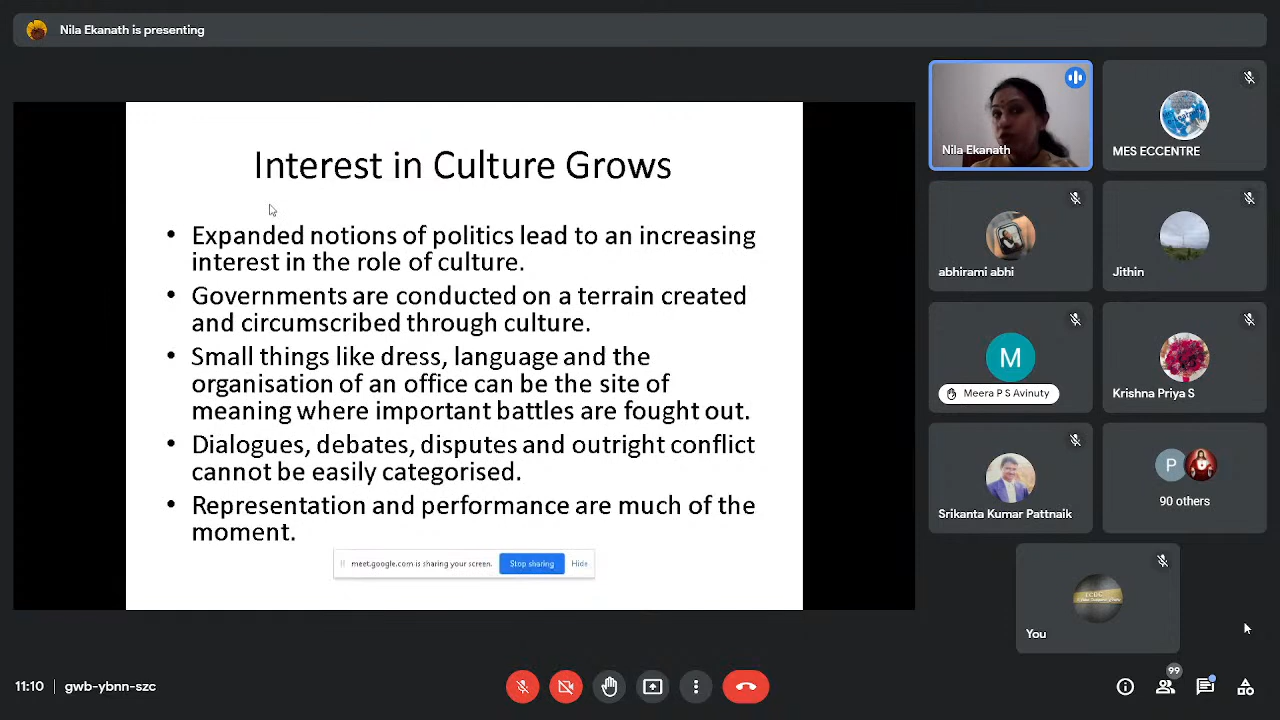 Nila Ekanath is presenting
Interest in Culture Grows
• Expanded notions of politics lead to an increasing
interest in the role of culture.
• Governments are conducted on a terrain created
and circumscribed through culture.
• Small things like dress, language and the
organisation of an office can be the site of
meaning where important battles are fought out.
• Dialogues, debates, disputes and outright conflict
cannot be easily categorised.
• Representation and performance are much of the
moment.
meet.google.com is sharing your screen. Stop sharing Hide
Nila Ekanath
MES ECCENTRE
abhirami abhi
Jithin
M
Meera P S Avinuty
Krishna Priya S
Srikanta Kumar Pattnaik
P
90 others
You
11:10 | gwb-ybnn-szc
99